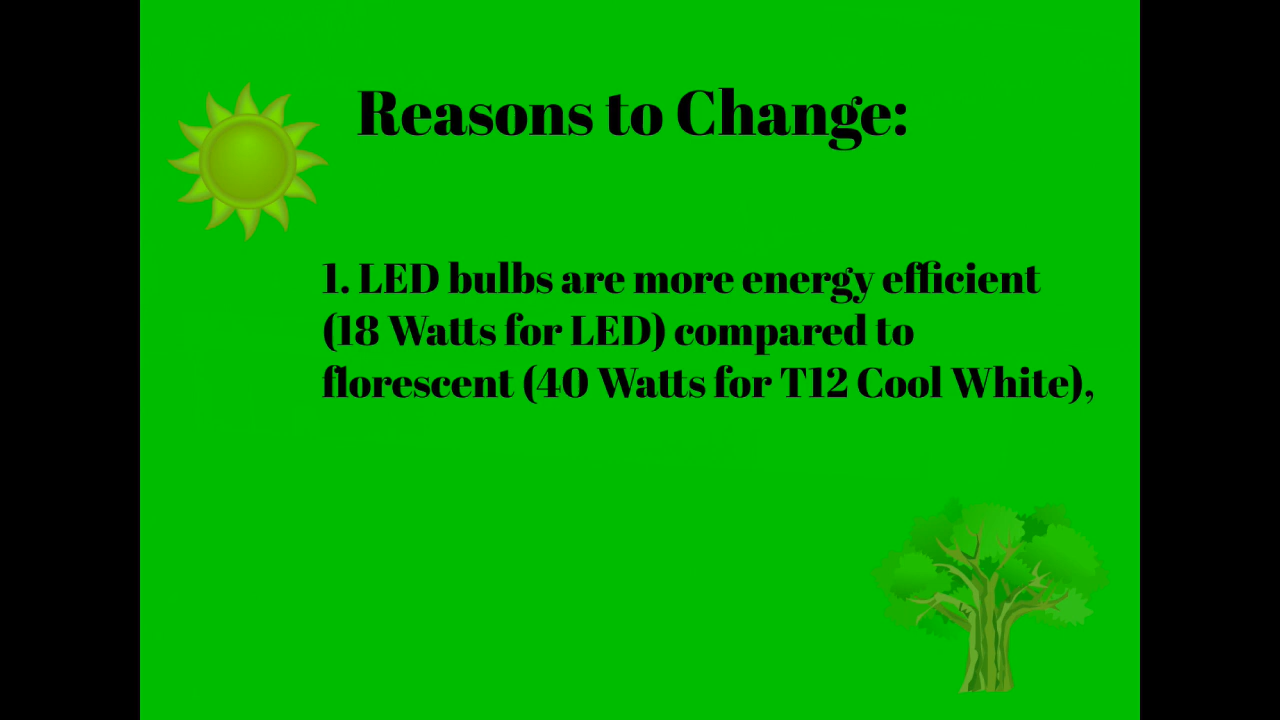 Reasons to Change:
1. LED bulbs are more energy efficient
(18 Watts for LED) compared to
florescent (40 Watts for T12 Cool White),